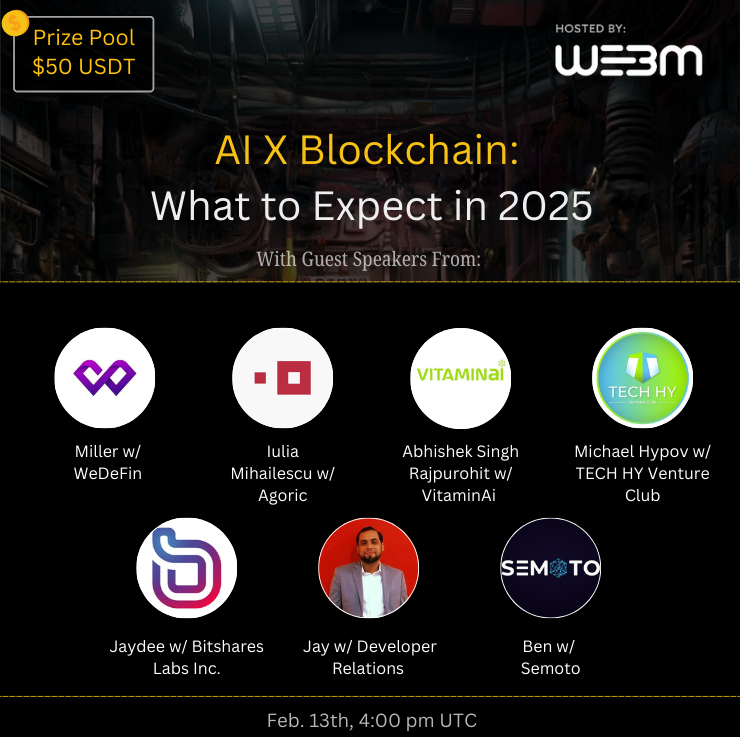 $
Prize Pool
$50 USDT
HOSTED BY:
WEBM
AI X Blockchain:
What to Expect in 2025
With Guest Speakers From:
VITAMINai
TECH HY
Miller w/
WeDeFin
Iulia
Mihailescu w/
Agoric
Abhishek Singh
Rajpurohit w/
VitaminAi
Michael Hypov w/
TECH HY Venture
Club
SEMOTO
Jaydee w/ Bitshares
Labs Inc.
Jay w/ Developer
Relations
Ben w/
Semoto
Feb. 13th, 4:00 pm UTC